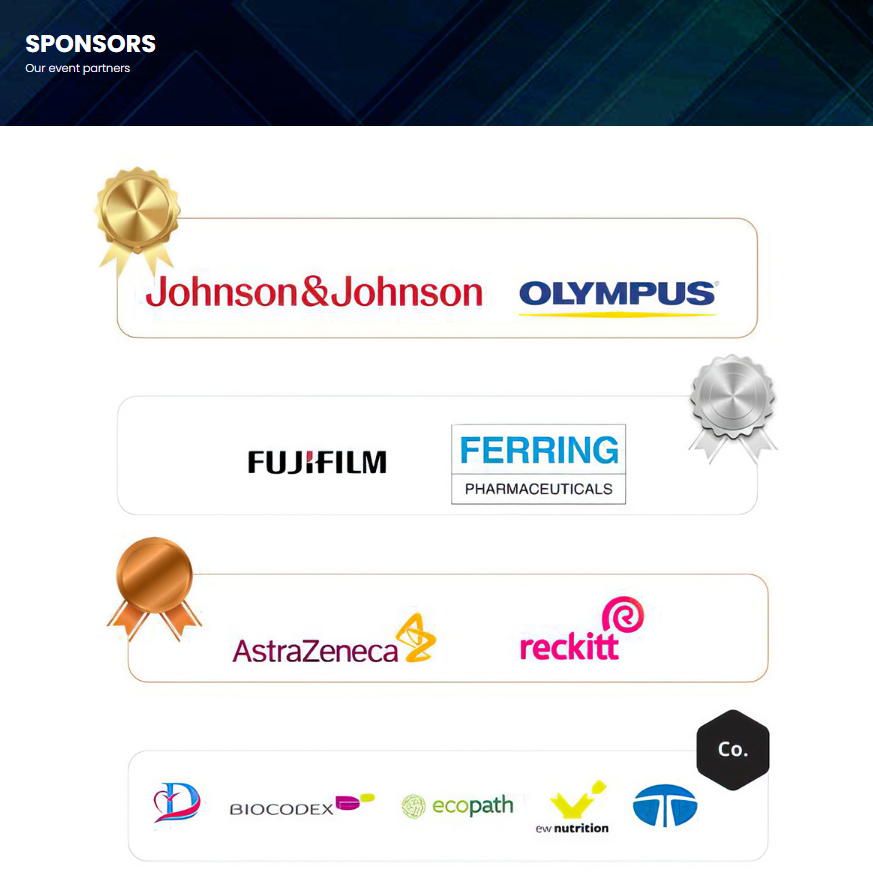 SPONSORS
Our event partners
Johnson&Johnson
OLYMPUS®
FUJIFILM
FERRING
PHARMACEUTICALS
AstraZeneca
reckitt
Co.
D
BIOCODEX
ecopath
ew nutrition